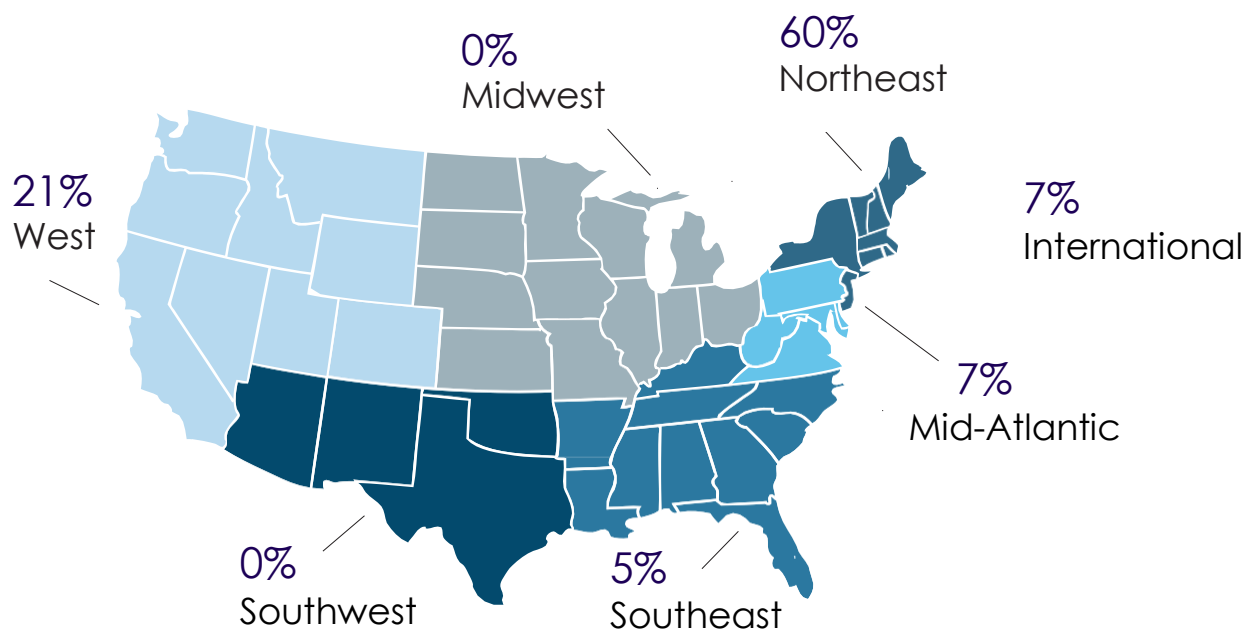 0%
Midwest
60%
Northeast
21%
West
7%
International
7%
Mid-Atlantic
0%
Southwest
5%
Southeast